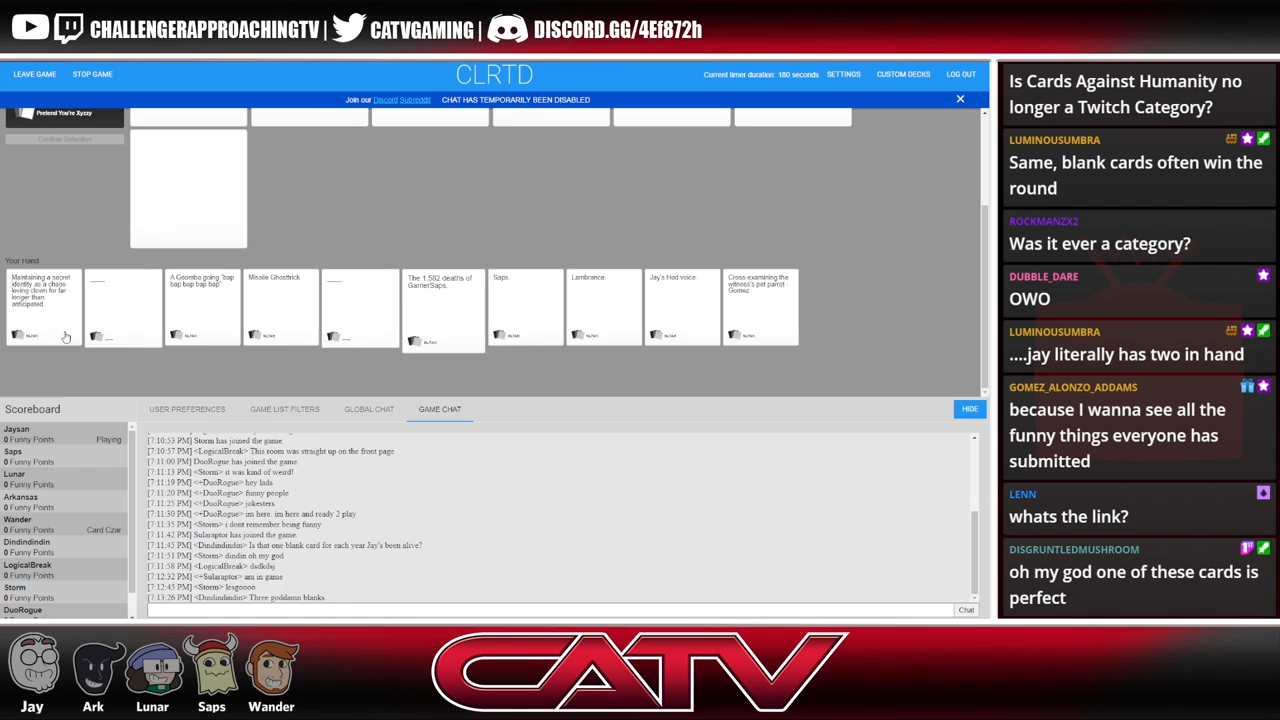 CHALLENGERAPPROACHINGTV | CATVGAMING | DISCORD.GG/4Ef872h
LEAVE GAME STOP GAME CLRTD Current timer duration: 180 seconds SETTINGS CUSTOM DECKS LOG OUT
Join our Discord Subreddit CHAT HAS TEMPORARILY BEEN DISABLED
Pretend You're Xyzzy
Confirm Selection
Your Hand
Maintaining a secret
identity as a chaos-
loving clown for far
longer than
anticipated
____
A Goomba going "bap
bap bap bap bap"
Missile Ghosttrick.
____
The 1,582 deaths of
GamerSaps.
Saps
Lambrance.
Jay's Hod voice.
Cross-examining the
witness's pet parrot -
Gomez.
Scoreboard
Jaysan
0 Funny Points Playing
Saps
0 Funny Points
Lunar
0 Funny Points
Arkansas
0 Funny Points
Wander
0 Funny Points Card Czar
Dindindindin
0 Funny Points
LogicalBreak
0 Funny Points
Storm
0 Funny Points
DuoRogue
USER PREFERENCES GAME LIST FILTERS GLOBAL CHAT GAME CHAT HIDE
[7:10:53 PM] Storm has joined the game.
[7:10:57 PM] <LogicalBreak> This room was straight up on the front page
[7:11:00 PM] DuoRogue has joined the game.
[7:11:13 PM] <Storm> it was kind of weird!
[7:11:19 PM] <+DuoRogue> hey lads
[7:11:20 PM] <+DuoRogue> funny people
[7:11:25 PM] <+DuoRogue> jokesters
[7:11:30 PM] <+DuoRogue> im here. im here and ready 2 play
[7:11:35 PM] <Storm> i dont remember being funny
[7:11:42 PM] Sularaptor has joined the game.
[7:11:45 PM] <Dindindindin> Is that one blank card for each year Jay's been alive?
[7:11:51 PM] <Storm> dindin oh my god
[7:11:58 PM] <LogicalBreak> dsdkdsj
[7:12:32 PM] <+Sularaptor> am in game
[7:12:45 PM] <Storm> lesgoooo
[7:13:26 PM] <Dindindindin> Three goddamn blanks
Chat
Is Cards Against Humanity no
longer a Twitch Category?
LUMINOUSUMBRA
Same, blank cards often win the
round
ROCKMANZX2
Was it ever a category?
DUBBLE_DARE
OWO
LUMINOUSUMBRA
....jay literally has two in hand
GOMEZ_ALONZO_ADDAMS
because I wanna see all the
funny things everyone has
submitted
LENN
whats the link?
DISGRUNTLEDMUSHROOM
oh my god one of these cards is
perfect
Jay Ark Lunar Saps Wander
CATV